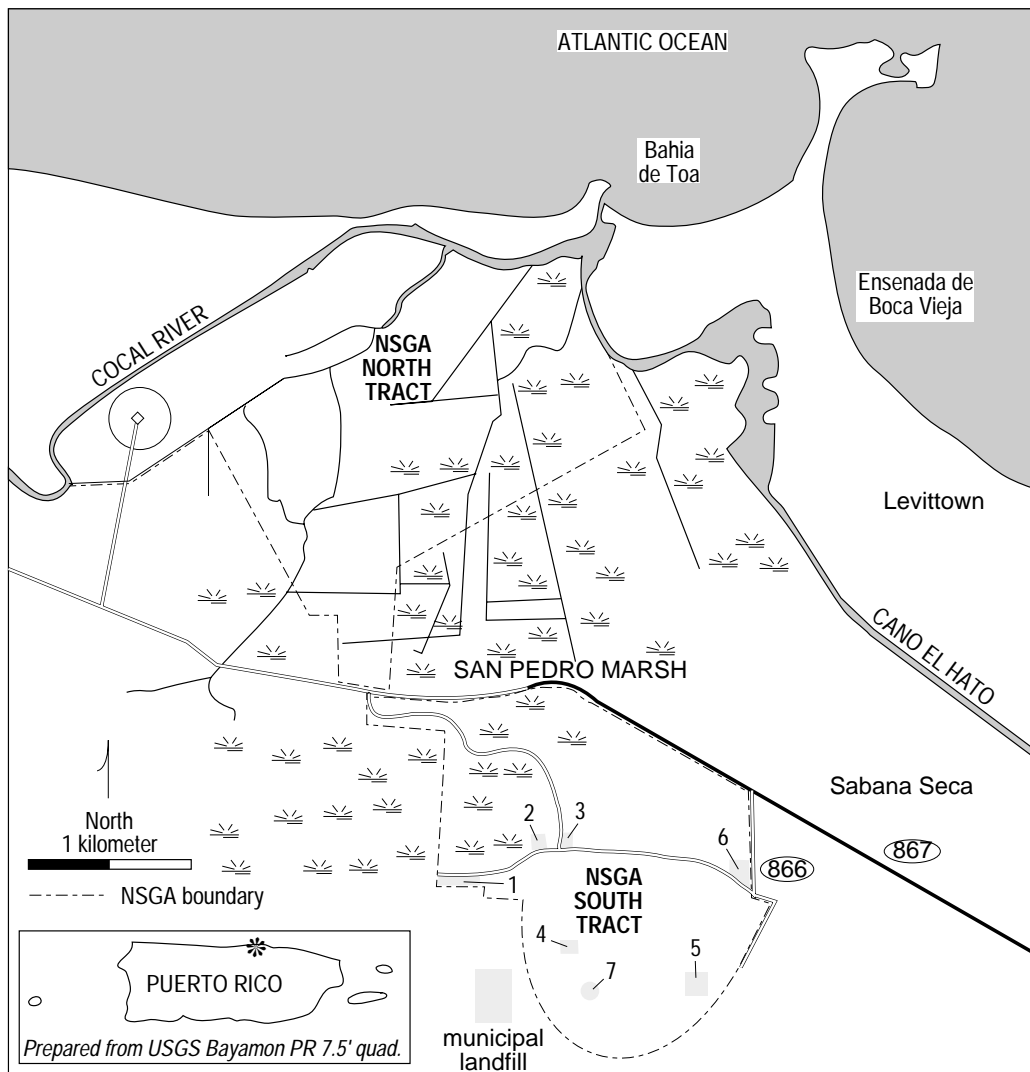 ATLANTIC OCEAN
Bahia
de Toa
Ensenada de
Boca Vieja
COCAL RIVER
NSGA
NORTH
TRACT
Levittown
CANO EL HATO
SAN PEDRO MARSH
Sabana Seca
North
1 kilometer
NSGA boundary
2
3
6
866
867
1
NSGA
SOUTH
TRACT
4
5
7
municipal
landfill
PUERTO RICO
Prepared from USGS Bayamon PR 7.5' quad.